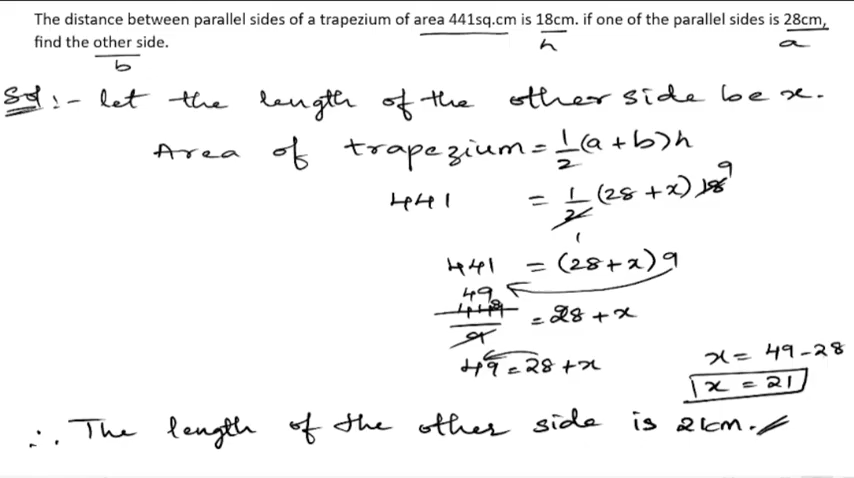 The distance between parallel sides of a trapezium of area 441sq.cm is 18cm. if one of the parallel sides is 28cm,
h a
find the other side.
b
Sol :- let the length of the other side be x.
Area of trapezium = 1/2 (a + b) h
9
441 = 1/2 (28 + x) 18
1
441 = (28 + x) 9
49
441/9 = 28 + x
49 = 28 + x
x = 49 - 28
x = 21
∴ The length of the other side is 21cm.